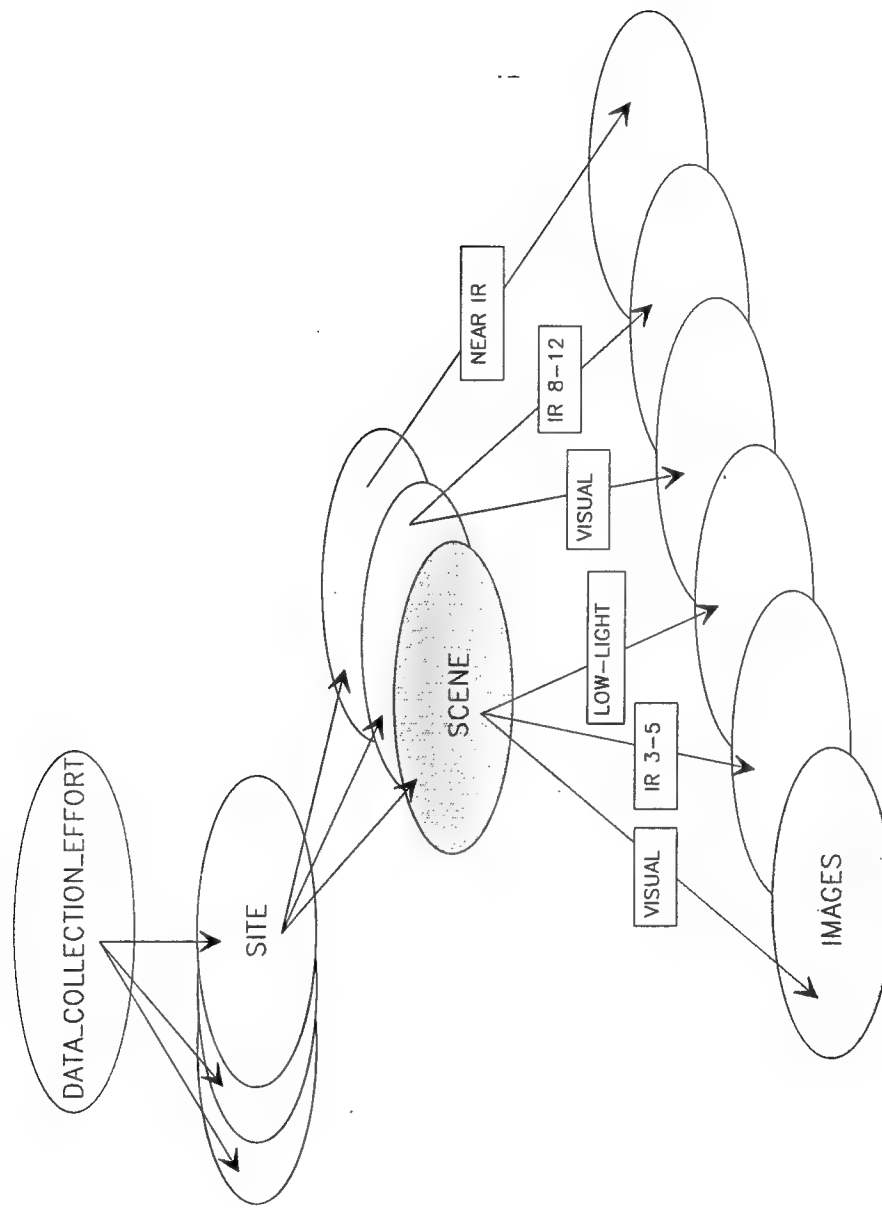 DATA_COLLECTION_EFFORT
SITE
SCENE
NEAR IR
IR 8-12
VISUAL
LOW-LIGHT
IR 3-5
VISUAL
IMAGES